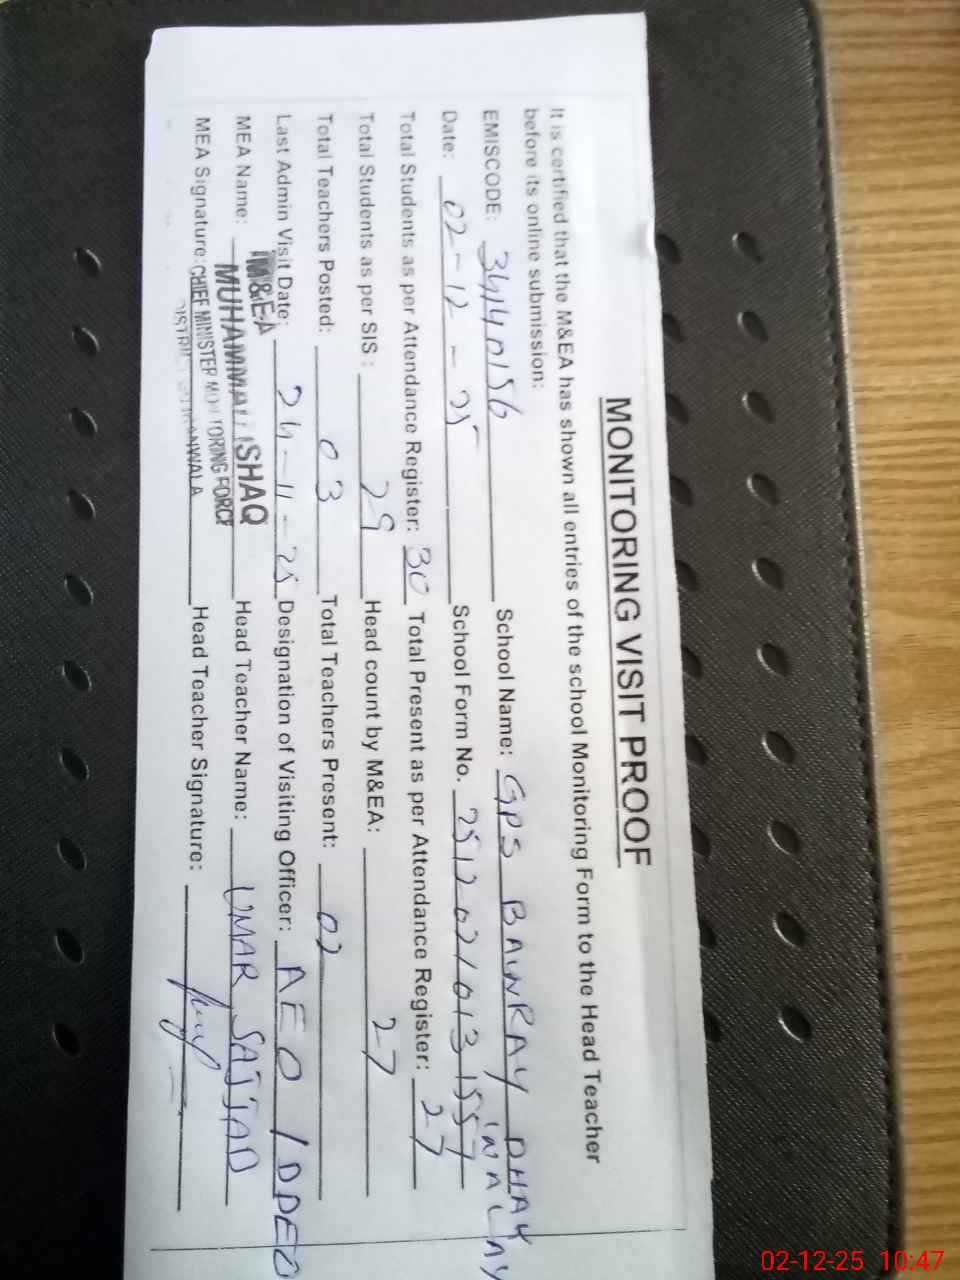 MONITORING VISIT PROOF
It is certified that the M&EA has shown all entries of the school Monitoring Form to the Head Teacher
before its online submission:
EMISCODE: 34140156 School Name: GPS BAINRAY DHAY
Date: 02-12-25 School Form No. 25120210131557
Total Students as per Attendance Register: 30 Total Present as per Attendance Register: 27
Total Students as per SIS : 29 Head count by M&EA: 27
Total Teachers Posted: 03 Total Teachers Present: 02
Last Admin Visit Date: 24-11-25 Designation of Visiting Officer: AEO / DDEO
M&EA
MEA Name: MUHAMMAD ISHAQ Head Teacher Name: UMAR SAJJAD
MEA Signature: CHIEF MINISTER MONITORING FORCE Head Teacher Signature:
02-12-25 10:47